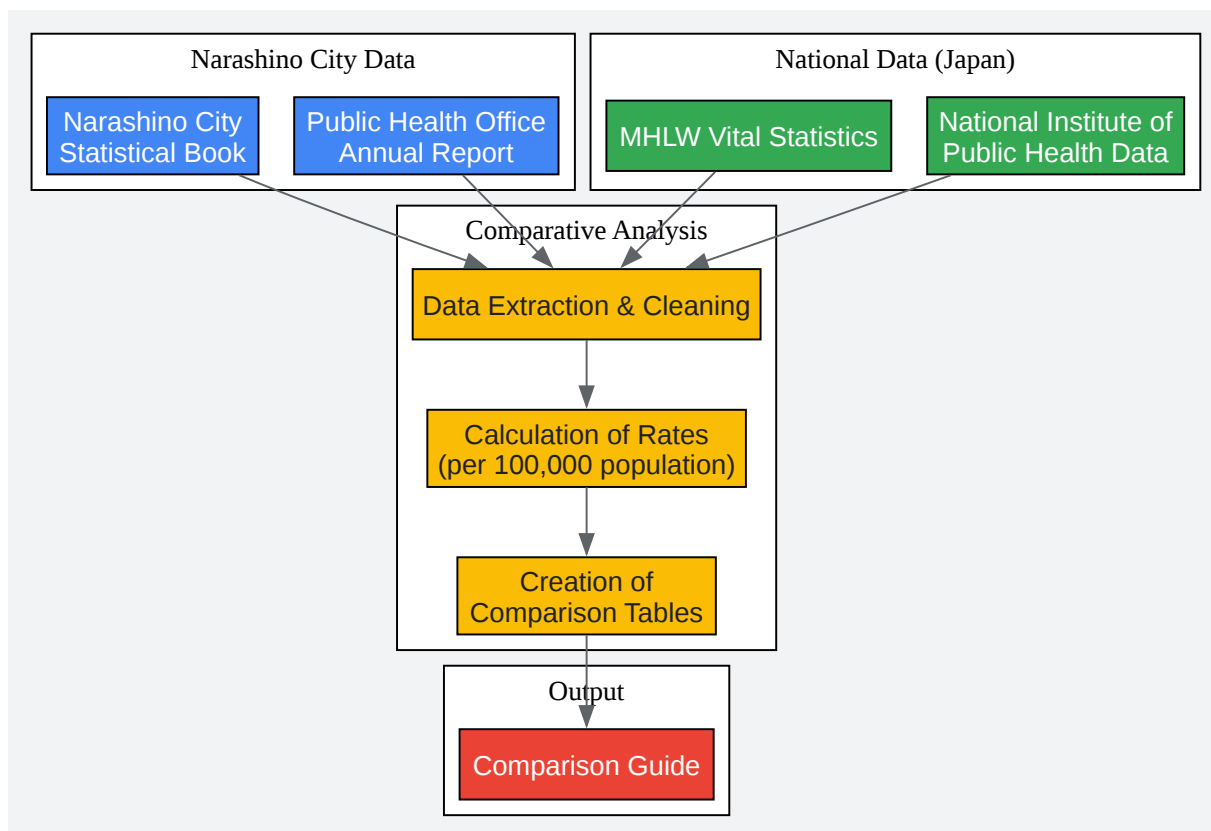 Narashino City Data
National Data (Japan)
Narashino City
Statistical Book
Public Health Office
Annual Report
MHLW Vital Statistics
National Institute of
Public Health Data
Comparative Analysis
Data Extraction & Cleaning
Calculation of Rates
(per 100,000 population)
Creation of
Comparison Tables
Output
Comparison Guide